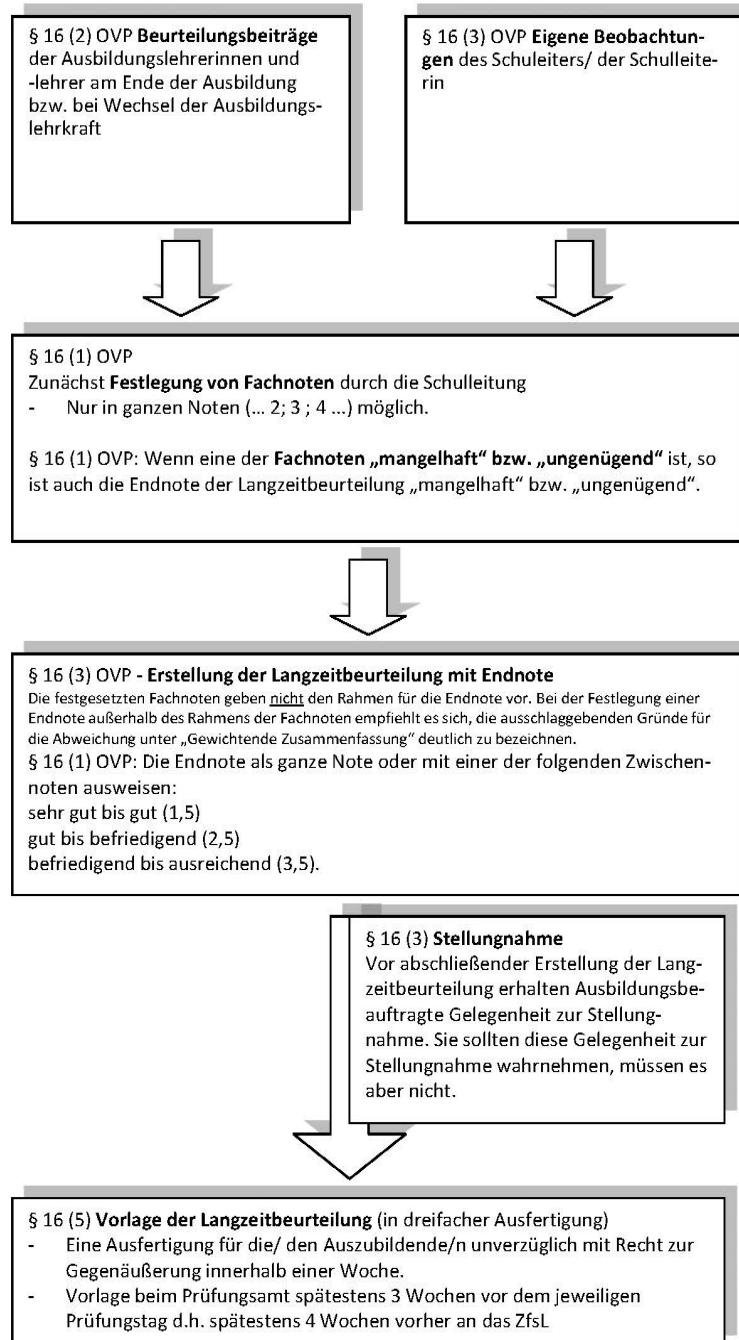 § 16 (2) OVP Beurteilungsbeiträge
der Ausbildungslehrerinnen und
-lehrer am Ende der Ausbildung
bzw. bei Wechsel der Ausbildungs-
lehrkraft
§ 16 (3) OVP Eigene Beobachtun-
gen des Schuleiters/ der Schulleite-
rin
§ 16 (1) OVP
Zunächst Festlegung von Fachnoten durch die Schulleitung
- Nur in ganzen Noten (... 2; 3 ; 4 ...) möglich.
§ 16 (1) OVP: Wenn eine der Fachnoten „mangelhaft“ bzw. „ungenügend“ ist, so
ist auch die Endnote der Langzeitbeurteilung „mangelhaft“ bzw. „ungenügend“.
§ 16 (3) OVP - Erstellung der Langzeitbeurteilung mit Endnote
Die festgesetzten Fachnoten geben nicht den Rahmen für die Endnote vor. Bei der Festlegung einer
Endnote außerhalb des Rahmens der Fachnoten empfiehlt es sich, die ausschlaggebenden Gründe für
die Abweichung unter „Gewichtende Zusammenfassung“ deutlich zu bezeichnen.
§ 16 (1) OVP: Die Endnote als ganze Note oder mit einer der folgenden Zwischen-
noten ausweisen:
sehr gut bis gut (1,5)
gut bis befriedigend (2,5)
befriedigend bis ausreichend (3,5).
§ 16 (3) Stellungnahme
Vor abschließender Erstellung der Lang-
zeitbeurteilung erhalten Ausbildungsbe-
auftragte Gelegenheit zur Stellung-
nahme. Sie sollten diese Gelegenheit zur
Stellungnahme wahrnehmen, müssen es
aber nicht.
§ 16 (5) Vorlage der Langzeitbeurteilung (in dreifacher Ausfertigung)
- Eine Ausfertigung für die/ den Auszubildende/n unverzüglich mit Recht zur
Gegenäußerung innerhalb einer Woche.
- Vorlage beim Prüfungsamt spätestens 3 Wochen vor dem jeweiligen
Prüfungstag d.h. spätestens 4 Wochen vorher an das ZfsL